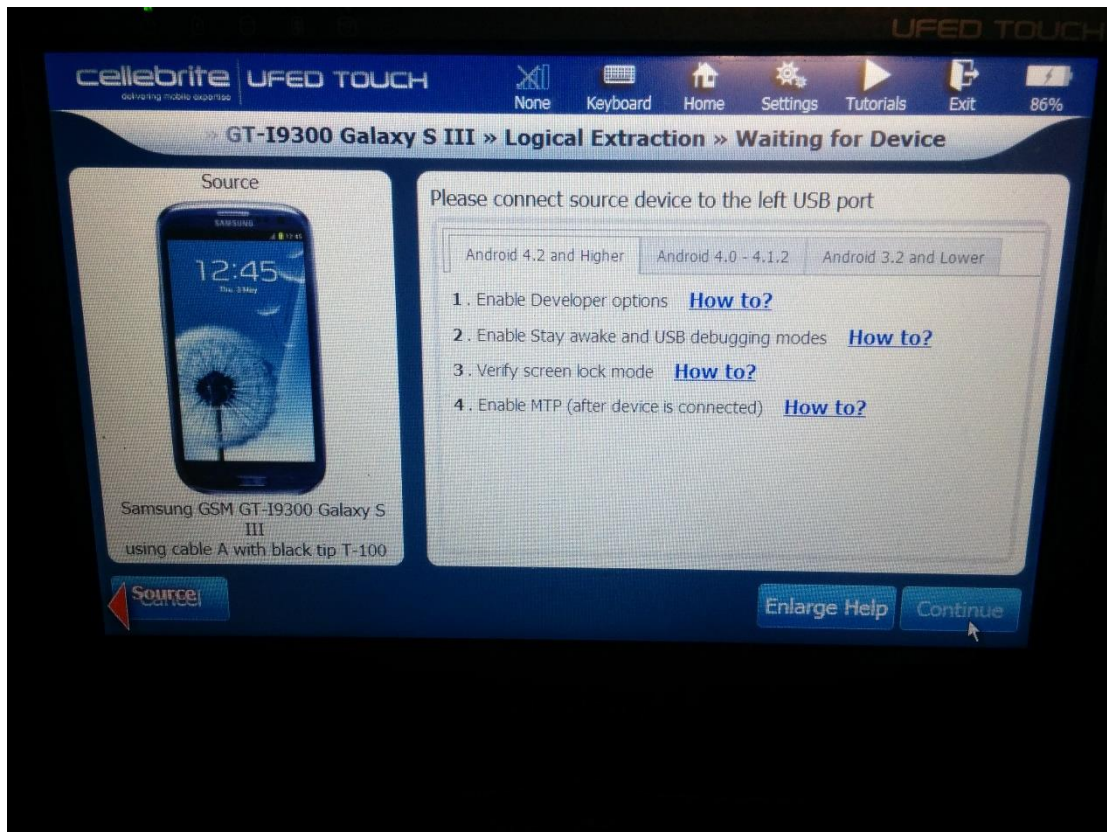 UFED TOUCH
cellebrite UFED TOUCH
delivering mobile expertise
None Keyboard Home Settings Tutorials Exit 86%
» GT-I9300 Galaxy S III » Logical Extraction » Waiting for Device
Source
SAMSUNG
12:45
12:45
Thu, 3 May
Samsung GSM GT-I9300 Galaxy S
III
using cable A with black tip T-100
Please connect source device to the left USB port
Android 4.2 and Higher Android 4.0 - 4.1.2 Android 3.2 and Lower
1 . Enable Developer options How to?
2 . Enable Stay awake and USB debugging modes How to?
3 . Verify screen lock mode How to?
4 . Enable MTP (after device is connected) How to?
Source
Cancel
Enlarge Help Continue